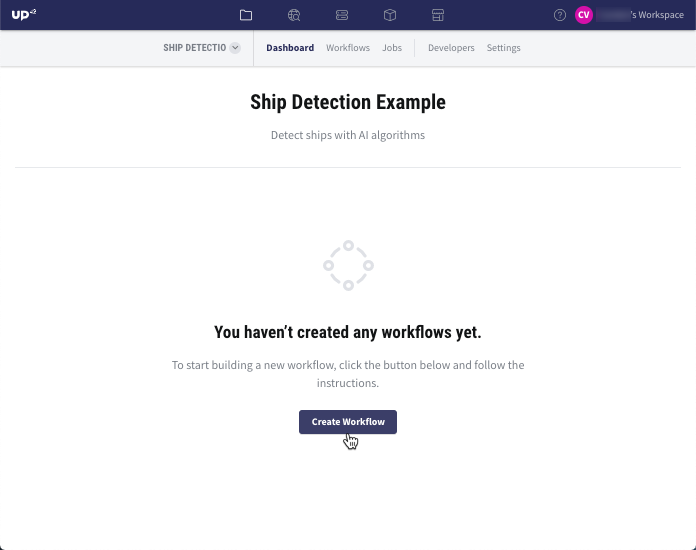 UP42
CV 's Workspace
SHIP DETECTIO Dashboard Workflows Jobs Developers Settings
Ship Detection Example
Detect ships with AI algorithms
You haven't created any workflows yet.
To start building a new workflow, click the button below and follow the
instructions.
Create Workflow